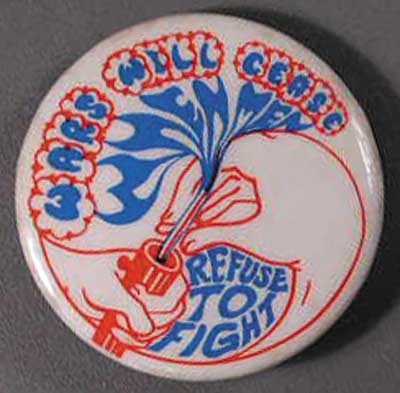 WARS WILL CEASE
WHEN MEN
REFUSE
TO
FIGHT